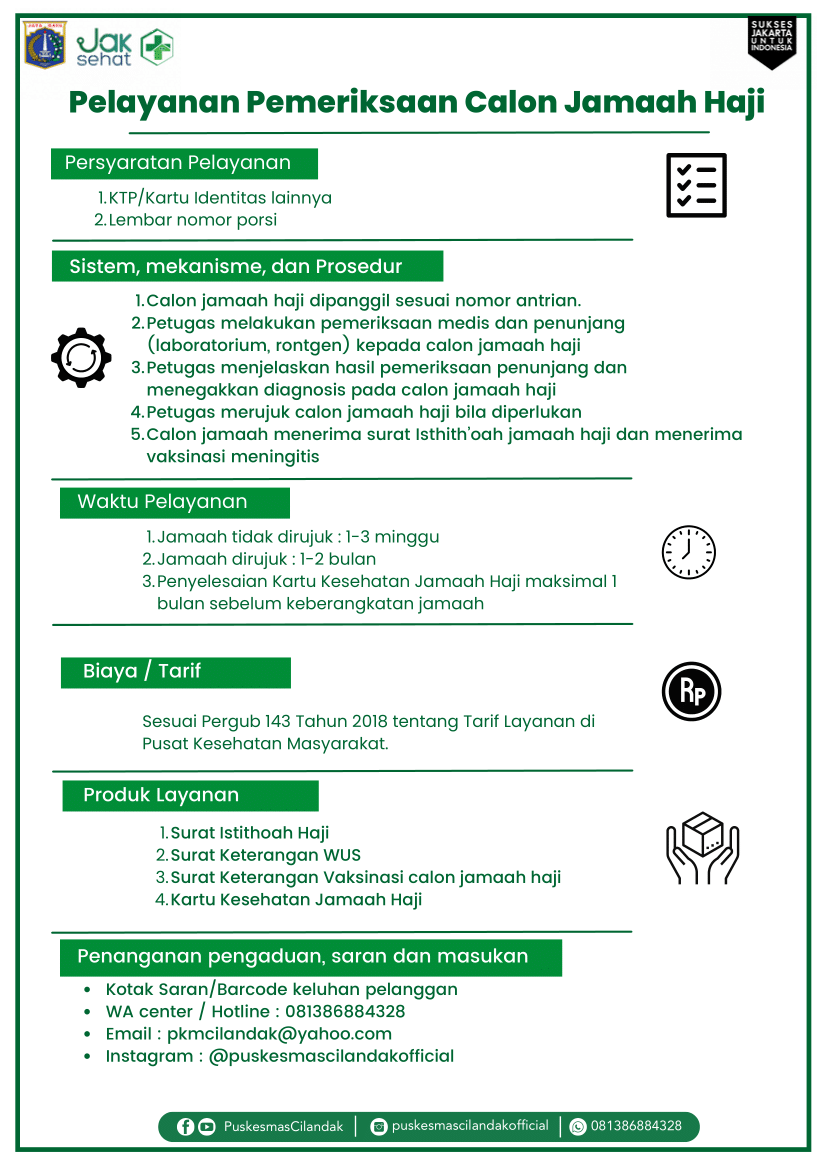 JAYA RAYA
Jak
sehat
SUKSES
JAKARTA
UNTUK
INDONESIA
Pelayanan Pemeriksaan Calon Jamaah Haji
Persyaratan Pelayanan
1. KTP/Kartu Identitas lainnya
2. Lembar nomor porsi
Sistem, mekanisme, dan Prosedur
1. Calon jamaah haji dipanggil sesuai nomor antrian.
2. Petugas melakukan pemeriksaan medis dan penunjang
(laboratorium, rontgen) kepada calon jamaah haji
3. Petugas menjelaskan hasil pemeriksaan penunjang dan
menegakkan diagnosis pada calon jamaah haji
4. Petugas merujuk calon jamaah haji bila diperlukan
5. Calon jamaah menerima surat Isthith'oah jamaah haji dan menerima
vaksinasi meningitis
Waktu Pelayanan
1. Jamaah tidak dirujuk : 1-3 minggu
2. Jamaah dirujuk : 1-2 bulan
3. Penyelesaian Kartu Kesehatan Jamaah Haji maksimal 1
bulan sebelum keberangkatan jamaah
Biaya / Tarif
Rp
Sesuai Pergub 143 Tahun 2018 tentang Tarif Layanan di
Pusat Kesehatan Masyarakat.
Produk Layanan
1. Surat Istithoah Haji
2. Surat Keterangan WUS
3. Surat Keterangan Vaksinasi calon jamaah haji
4. Kartu Kesehatan Jamaah Haji
Penanganan pengaduan, saran dan masukan
• Kotak Saran/Barcode keluhan pelanggan
• WA center / Hotline : 081386884328
• Email : pkmcilandak@yahoo.com
• Instagram : @puskesmascilandakofficial
PuskesmasCilandak | puskesmascilandakofficial | 081386884328